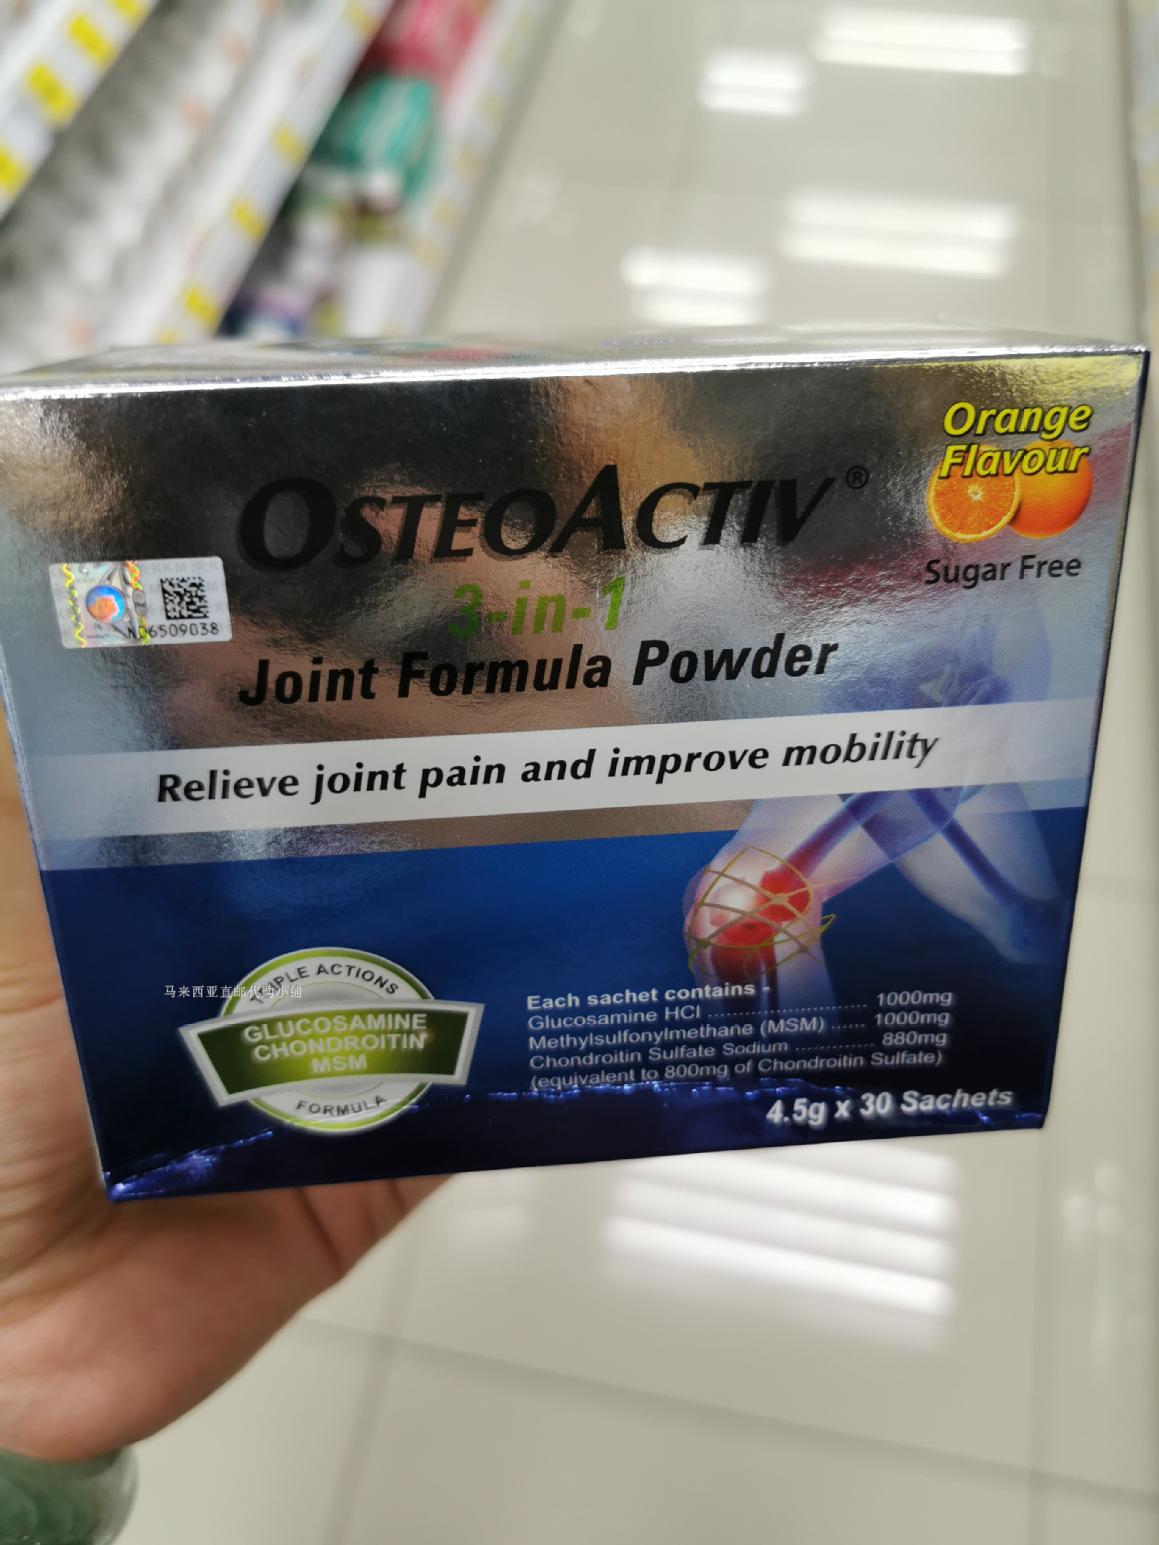 Orange
Flavour
Sugar Free
OSTEOACTIV®
3-in-1
Joint Formula Powder
N06509038
Relieve joint pain and improve mobility
TRIPLE ACTIONS
马来西亚直邮代购小铺
GLUCOSAMINE
CHONDROITIN
MSM
FORMULA
Each sachet contains -
Glucosamine HCl ........................ 1000mg
Methylsulfonylmethane (MSM) ...... 1000mg
Chondroitin Sulfate Sodium ............ 880mg
(equivalent to 800mg of Chondroitin Sulfate)
4.5g x 30 Sachets